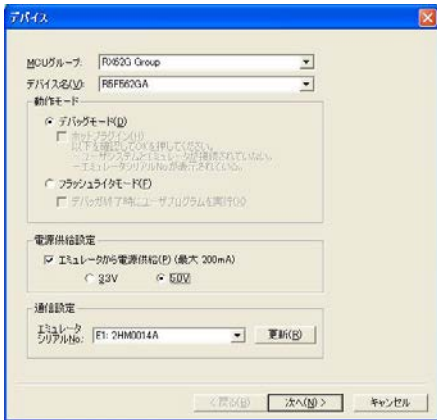 デバイス
MCUグループ: RX62G Group
デバイス名(V): R5F562GA
動作モード
デバッグモード(D)
ホットプラグイン(H)
以下を確認してOKを押してください。
－ユーザシステムとエミュレータが接続されていない。
－エミュレータシリアルNo.が表示されている。
フラッシュライタモード(F)
デバッガ終了時にユーザプログラムを実行(X)
電源供給設定
エミュレータから電源供給(P) (最大 200mA)
3.3V 5.0V
通信設定
エミュレータ
シリアルNo.: E1: 2HM0014A 更新(R)
< 戻る(B) 次へ(N) > キャンセル